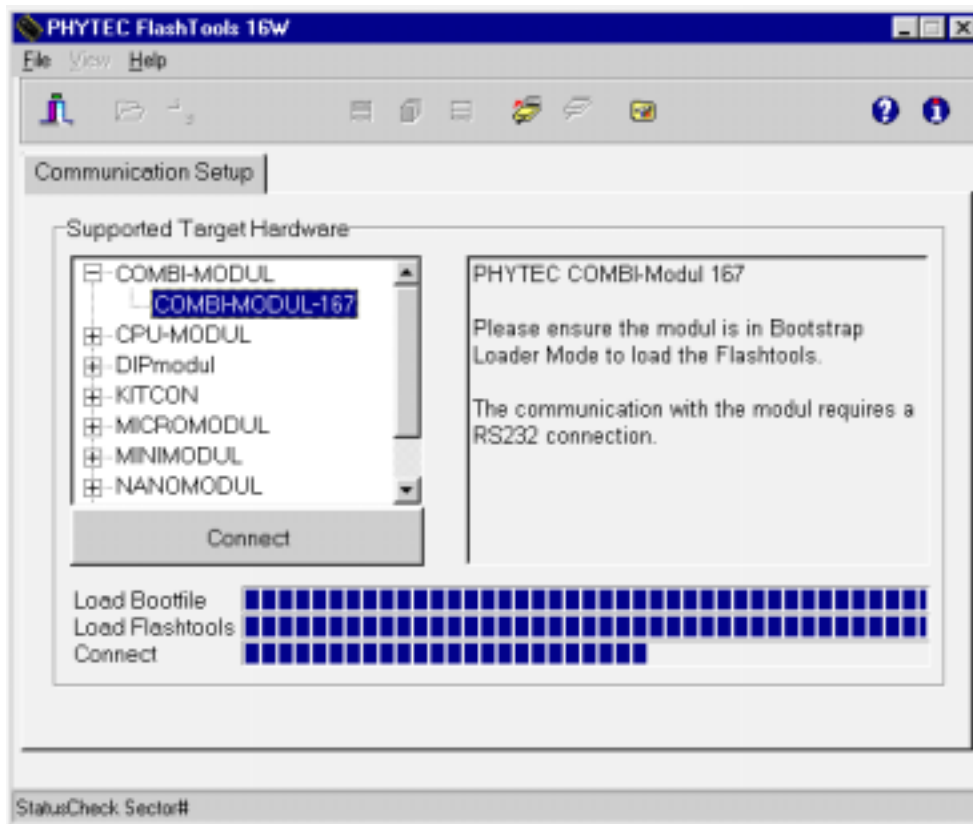 PHYTEC FlashTools 16W
File View Help
Communication Setup
Supported Target Hardware
COMBI-MODUL
COMBI-MODUL-167
CPU-MODUL
DIPmodul
KITCON
MICROMODUL
MINIMODUL
NANOMODUL
Connect
PHYTEC COMBI-Modul 167
Please ensure the modul is in Bootstrap
Loader Mode to load the Flashtools.
The communication with the modul requires a
RS232 connection.
Load Bootfile
Load Flashtools
Connect
StatusCheck Sector#